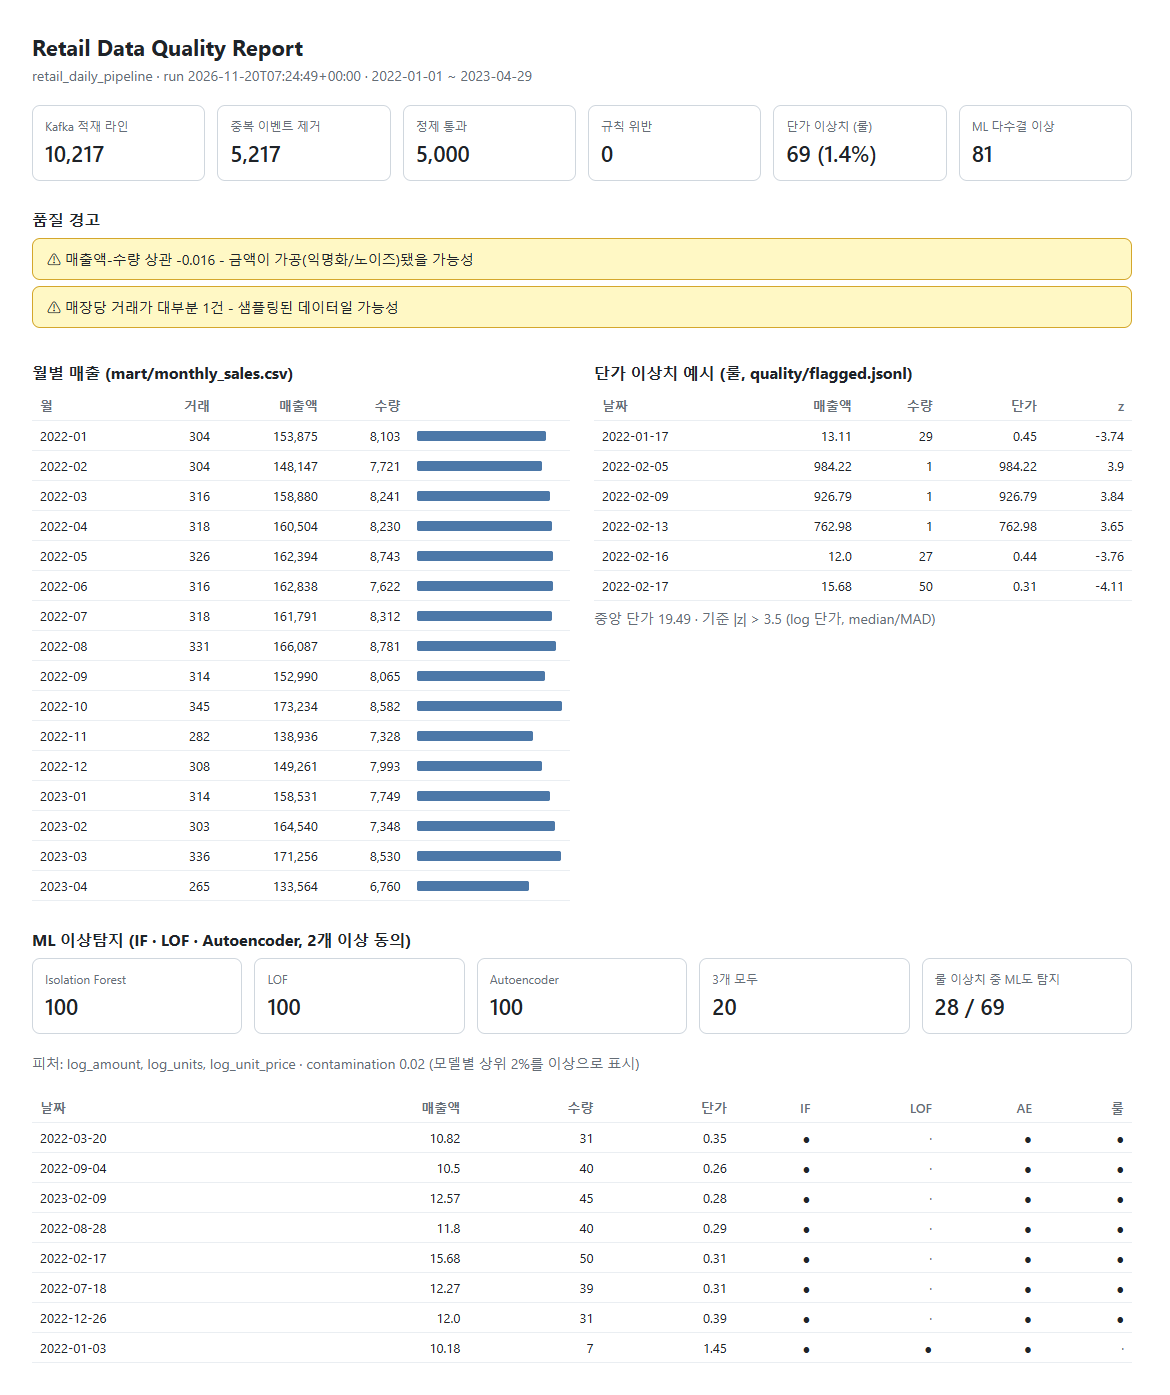 Retail Data Quality Report
retail_daily_pipeline · run 2026-11-20T07:24:49+00:00 · 2022-01-01 ~ 2023-04-29
Kafka 적재 라인
10,217
중복 이벤트 제거
5,217
정제 통과
5,000
규칙 위반
0
단가 이상치 (룰)
69 (1.4%)
ML 다수결 이상
81
품질 경고
⚠ 매출액-수량 상관 -0.016 - 금액이 가공(익명화/노이즈)됐을 가능성
⚠ 매장당 거래가 대부분 1건 - 샘플링된 데이터일 가능성
월별 매출 (mart/monthly_sales.csv)
월 거래 매출액 수량
2022-01 304 153,875 8,103
2022-02 304 148,147 7,721
2022-03 316 158,880 8,241
2022-04 318 160,504 8,230
2022-05 326 162,394 8,743
2022-06 316 162,838 7,622
2022-07 318 161,791 8,312
2022-08 331 166,087 8,781
2022-09 314 152,990 8,065
2022-10 345 173,234 8,582
2022-11 282 138,936 7,328
2022-12 308 149,261 7,993
2023-01 314 158,531 7,749
2023-02 303 164,540 7,348
2023-03 336 171,256 8,530
2023-04 265 133,564 6,760
단가 이상치 예시 (룰, quality/flagged.jsonl)
날짜 매출액 수량 단가 z
2022-01-17 13.11 29 0.45 -3.74
2022-02-05 984.22 1 984.22 3.9
2022-02-09 926.79 1 926.79 3.84
2022-02-13 762.98 1 762.98 3.65
2022-02-16 12.0 27 0.44 -3.76
2022-02-17 15.68 50 0.31 -4.11
중앙 단가 19.49 · 기준 |z| > 3.5 (log 단가, median/MAD)
ML 이상탐지 (IF · LOF · Autoencoder, 2개 이상 동의)
Isolation Forest
100
LOF
100
Autoencoder
100
3개 모두
20
룰 이상치 중 ML도 탐지
28 / 69
피처: log_amount, log_units, log_unit_price · contamination 0.02 (모델별 상위 2%를 이상으로 표시)
날짜 매출액 수량 단가 IF LOF AE 룰
2022-03-20 10.82 31 0.35 ● · ● ●
2022-09-04 10.5 40 0.26 ● · ● ●
2023-02-09 12.57 45 0.28 ● · ● ●
2022-08-28 11.8 40 0.29 ● · ● ●
2022-02-17 15.68 50 0.31 ● · ● ●
2022-07-18 12.27 39 0.31 ● · ● ●
2022-12-26 12.0 31 0.39 ● · ● ●
2022-01-03 10.18 7 1.45 ● ● ● ·